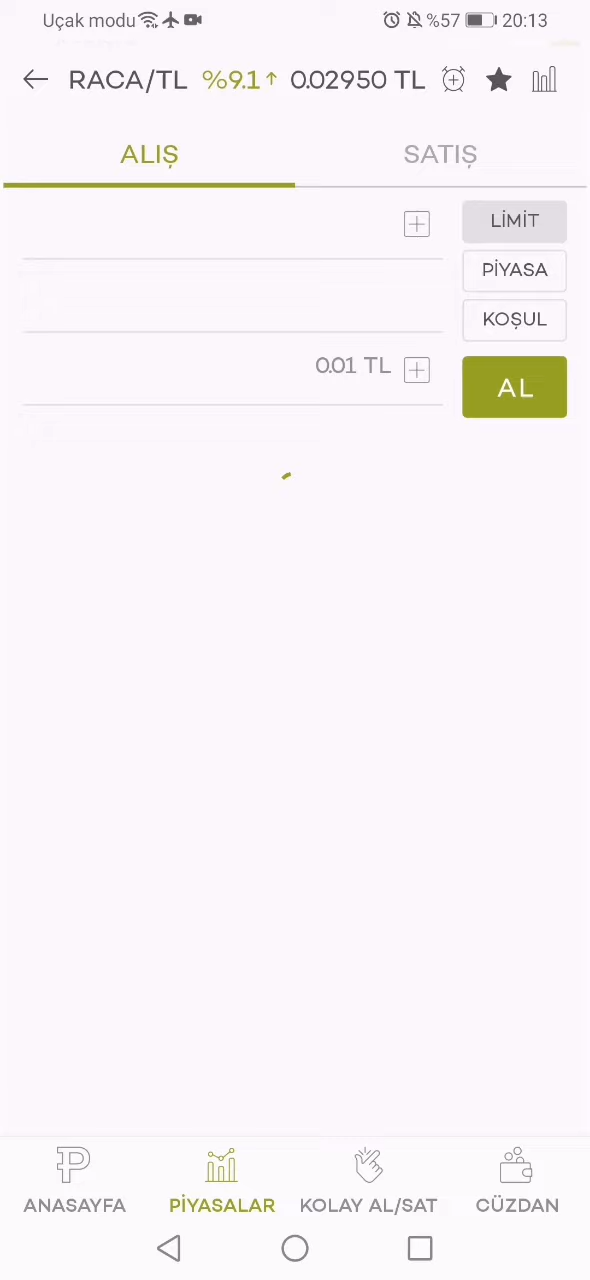 Uçak modu %57 20:13
RACA/TL %9.1↑ 0.02950 TL
ALIŞ SATIŞ
LİMİT
PİYASA
KOŞUL
0.01 TL
AL
ANASAYFA PİYASALAR KOLAY AL/SAT CÜZDAN